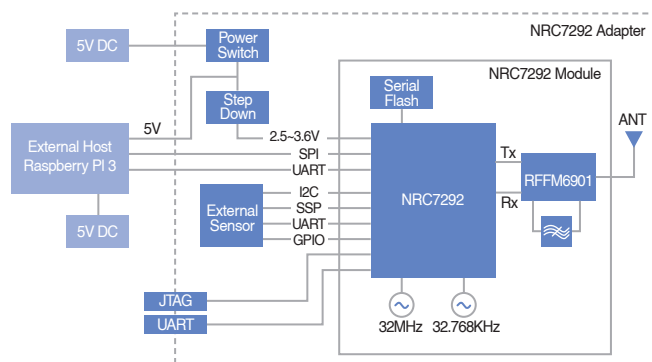 NRC7292 Adapter
5V DC
Power
Switch
NRC7292 Module
Serial
Flash
Step
Down
ANT
5V
2.5~3.6V
External Host
Raspberry PI 3
SPI
UART
Tx
RFFM6901
NRC7292
Rx
External
Sensor
I2C
SSP
UART
GPIO
5V DC
JTAG
UART
32MHz
32.768KHz